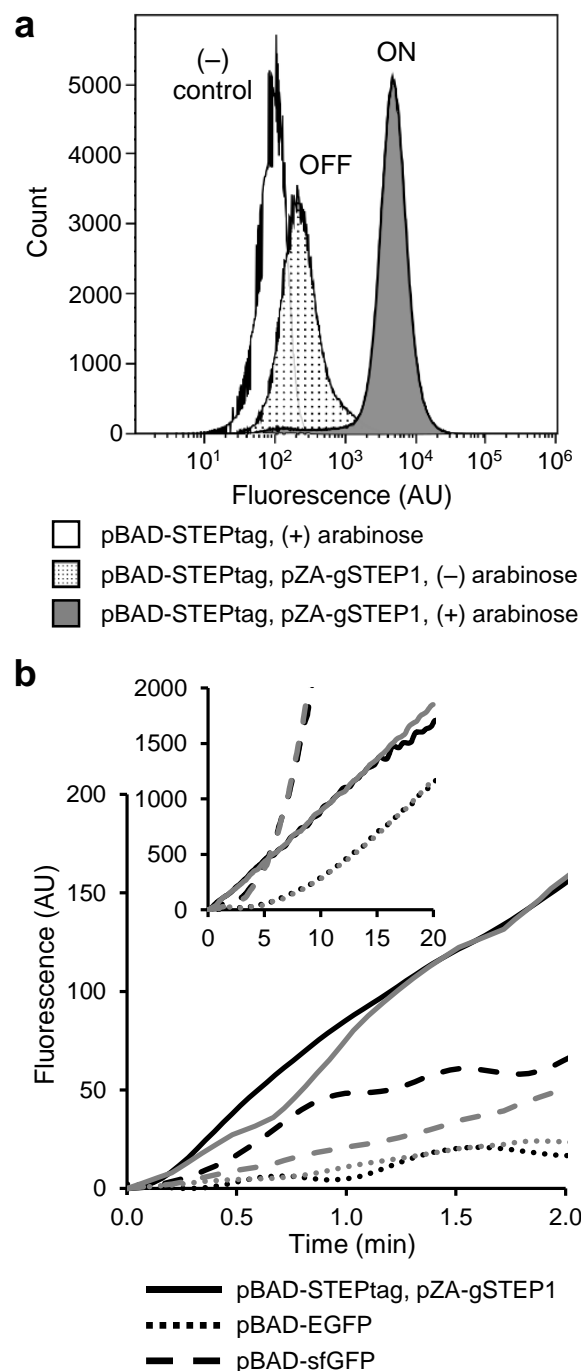 a
(–)
control
OFF
ON
5000
4000
3000
2000
1000
0
Count
10¹ 10² 10³ 10⁴ 10⁵ 10⁶
Fluorescence (AU)
pBAD-STEPtag, (+) arabinose
pBAD-STEPtag, pZA-gSTEP1, (–) arabinose
pBAD-STEPtag, pZA-gSTEP1, (+) arabinose
b
2000
1500
1000
500
0
0 5 10 15 20
200
150
100
50
0
Fluorescence (AU)
0.0 0.5 1.0 1.5 2.0
Time (min)
pBAD-STEPtag, pZA-gSTEP1
pBAD-EGFP
pBAD-sfGFP